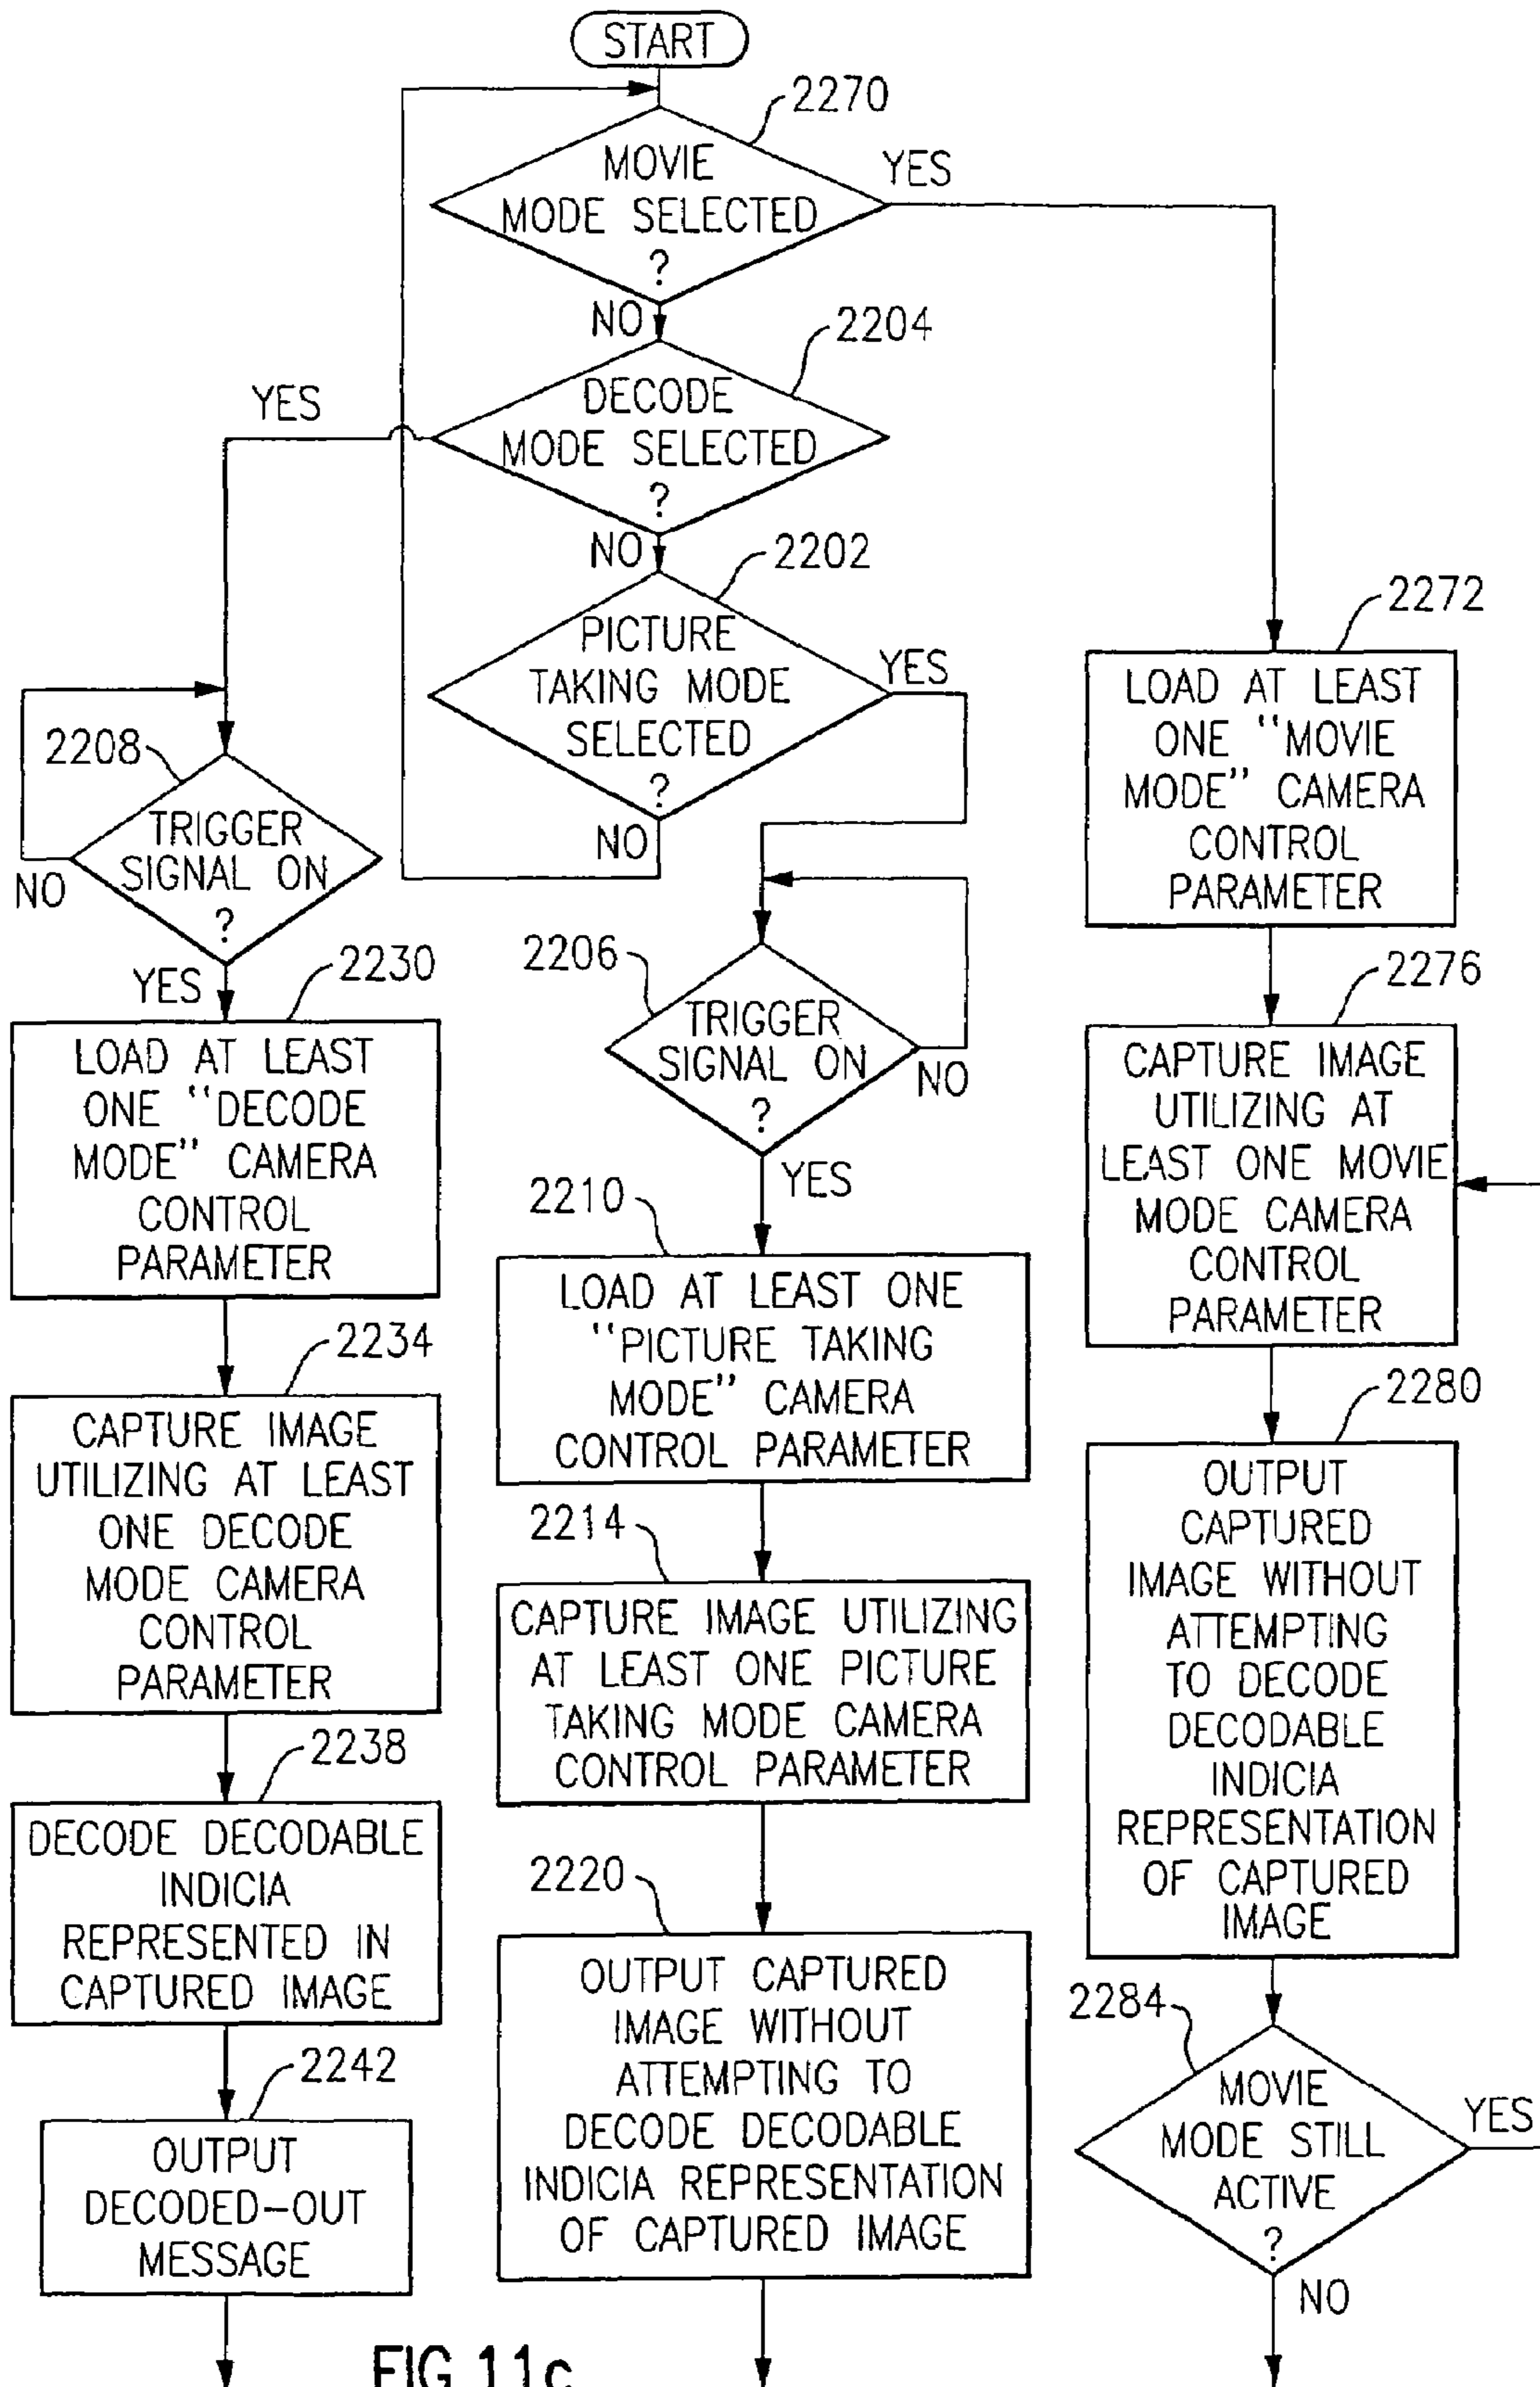 START
2270
MOVIE
MODE SELECTED
?
YES
NO
2204
DECODE
MODE SELECTED
?
YES
NO
2202
PICTURE
TAKING MODE
SELECTED
?
YES
NO
2208
TRIGGER
SIGNAL ON
?
NO
YES
2230
LOAD AT LEAST
ONE "DECODE
MODE" CAMERA
CONTROL
PARAMETER
2234
CAPTURE IMAGE
UTILIZING AT LEAST
ONE DECODE
MODE CAMERA
CONTROL
PARAMETER
2238
DECODE DECODABLE
INDICIA
REPRESENTED IN
CAPTURED IMAGE
2242
OUTPUT
DECODED-OUT
MESSAGE
2206
TRIGGER
SIGNAL ON
?
NO
YES
2210
LOAD AT LEAST ONE
"PICTURE TAKING
MODE" CAMERA
CONTROL PARAMETER
2214
CAPTURE IMAGE UTILIZING
AT LEAST ONE PICTURE
TAKING MODE CAMERA
CONTROL PARAMETER
2220
OUTPUT CAPTURED
IMAGE WITHOUT
ATTEMPTING TO
DECODE DECODABLE
INDICIA REPRESENTATION
OF CAPTURED IMAGE
2272
LOAD AT LEAST
ONE "MOVIE
MODE" CAMERA
CONTROL
PARAMETER
2276
CAPTURE IMAGE
UTILIZING AT
LEAST ONE MOVIE
MODE CAMERA
CONTROL
PARAMETER
2280
OUTPUT
CAPTURED
IMAGE WITHOUT
ATTEMPTING
TO DECODE
DECODABLE
INDICIA
REPRESENTATION
OF CAPTURED
IMAGE
2284
MOVIE
MODE STILL
ACTIVE
?
YES
NO
FIG.11c